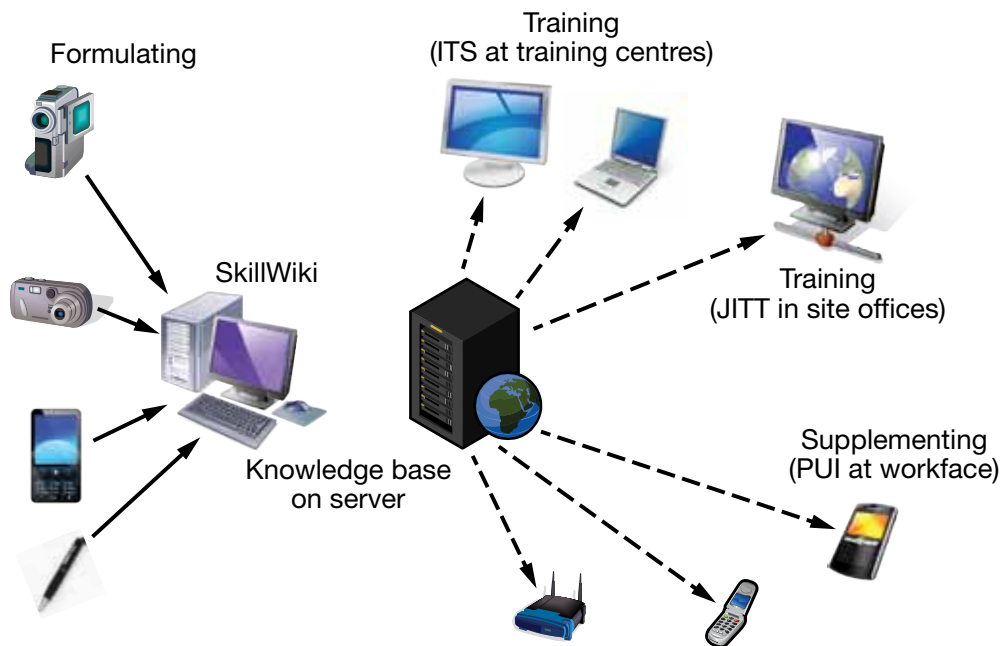 Formulating
Training
(ITS at training centres)
SkillWiki
Training
(JITT in site offices)
Knowledge base
on server
Supplementing
(PUI at workface)